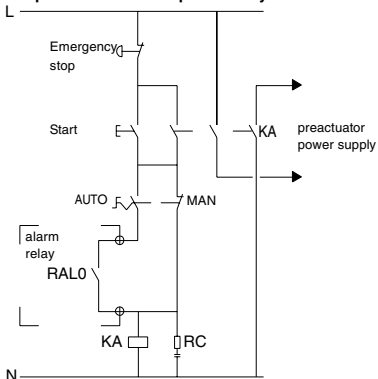 L
Emergency
stop
Start
KA
preactuator
power supply
AUTO
MAN
alarm
relay
RAL0
KA
RC
N